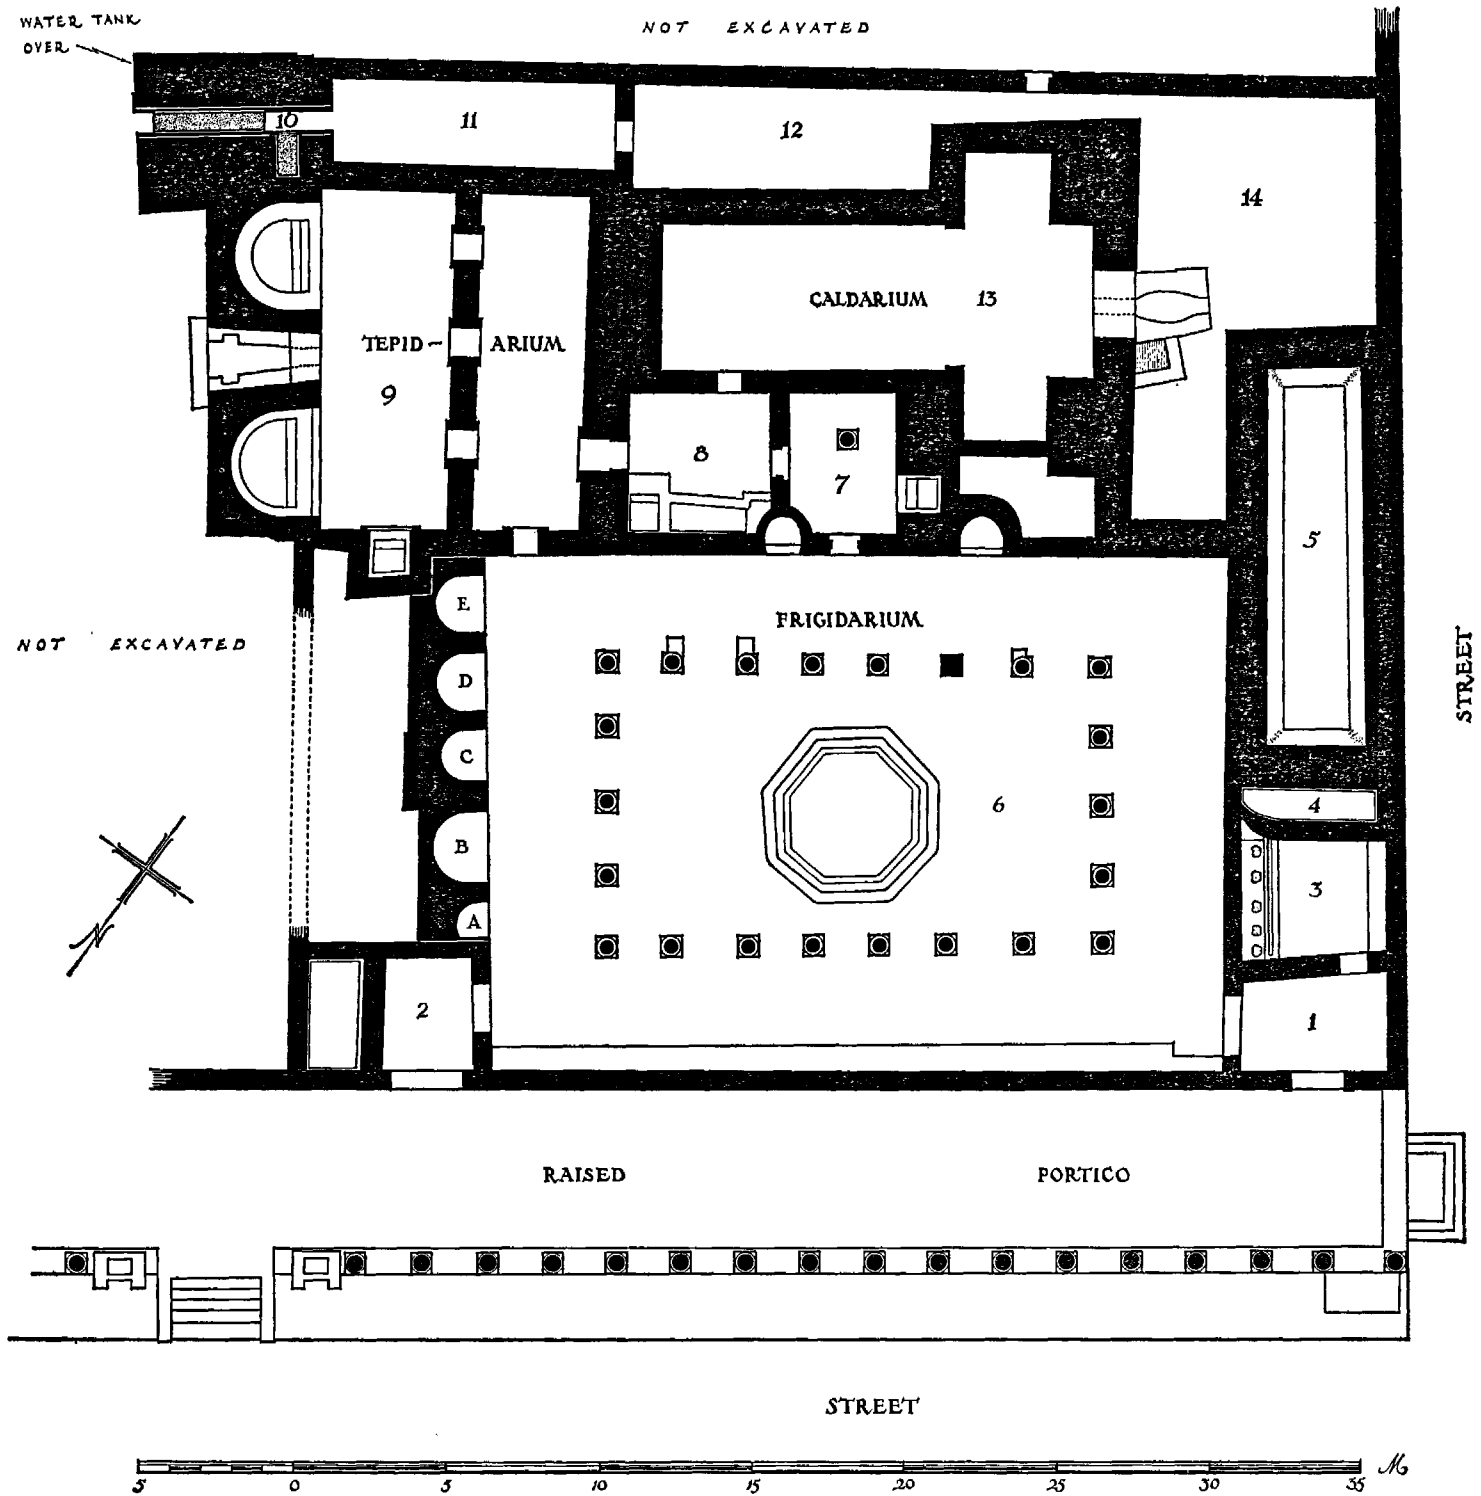 WATER TANK
OVER
NOT EXCAVATED
10
11
12
14
CALDARIUM 13
TEPID- ARIUM
9
8
7
5
E
FRIGIDARIUM
NOT EXCAVATED
D
STREET
C
6
4
B
3
A
N
2
1
RAISED PORTICO
STREET
5 0 5 10 15 20 25 30 35 M